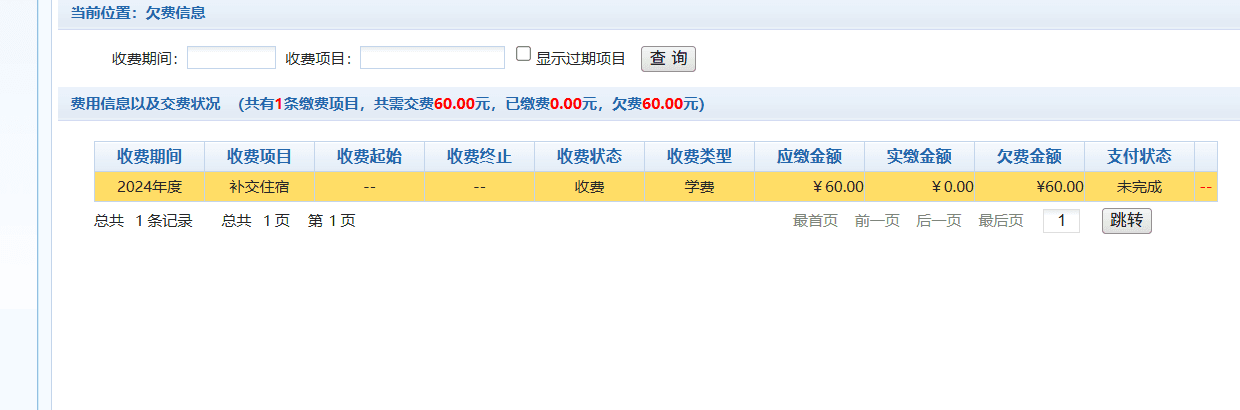 当前位置：欠费信息
收费期间： 收费项目： 显示过期项目 查 询
费用信息以及交费状况 (共有1条缴费项目，共需交费60.00元，已缴费0.00元，欠费60.00元)
收费期间 收费项目 收费起始 收费终止 收费状态 收费类型 应缴金额 实缴金额 欠费金额 支付状态
2024年度 补交住宿 -- -- 收费 学费 ￥60.00 ￥0.00 ¥60.00 未完成 --
总共 1 条记录 总共 1 页 第 1 页 最首页 前一页 后一页 最后页 1 跳转